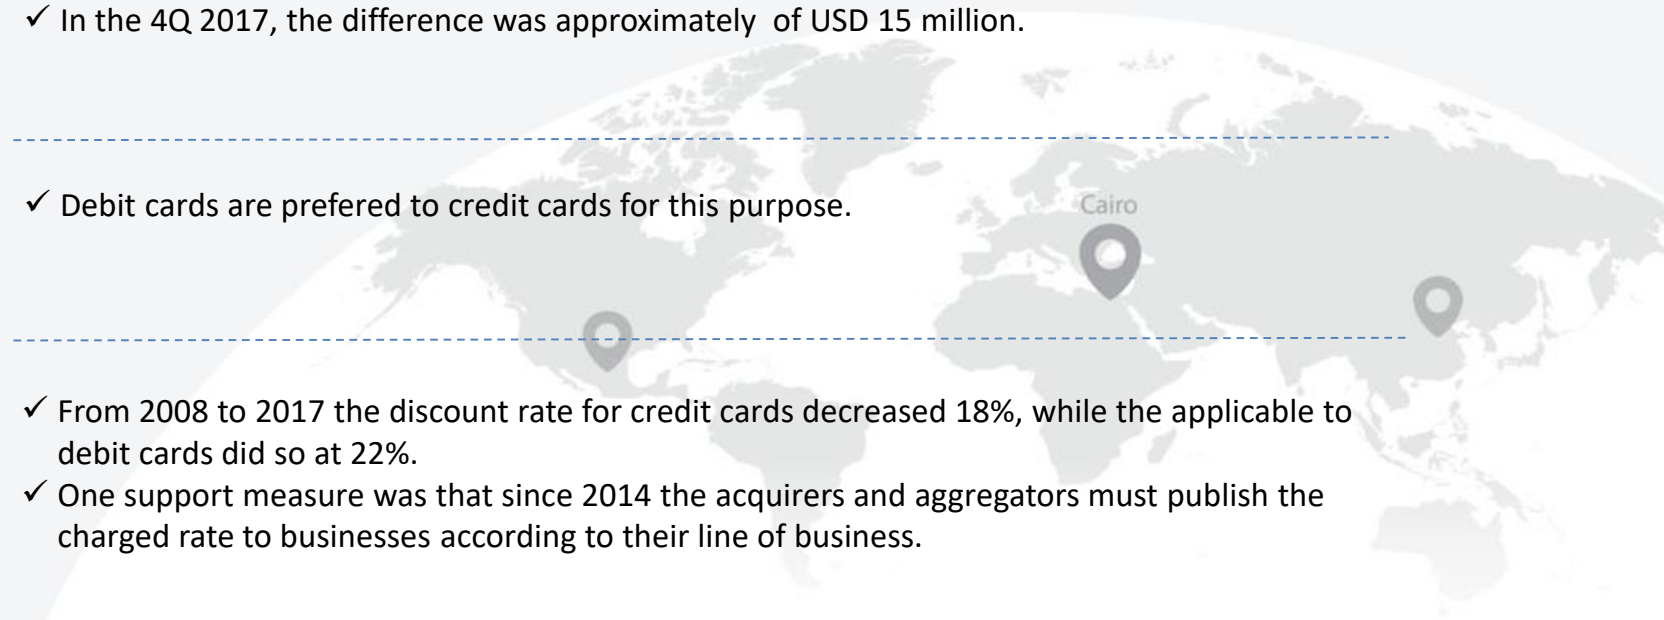 ✓ In the 4Q 2017, the difference was approximately  of USD 15 million.
✓ Debit cards are prefered to credit cards for this purpose.
Cairo
✓ From 2008 to 2017 the discount rate for credit cards decreased 18%, while the applicable to
debit cards did so at 22%.
✓ One support measure was that since 2014 the acquirers and aggregators must publish the
charged rate to businesses according to their line of business.